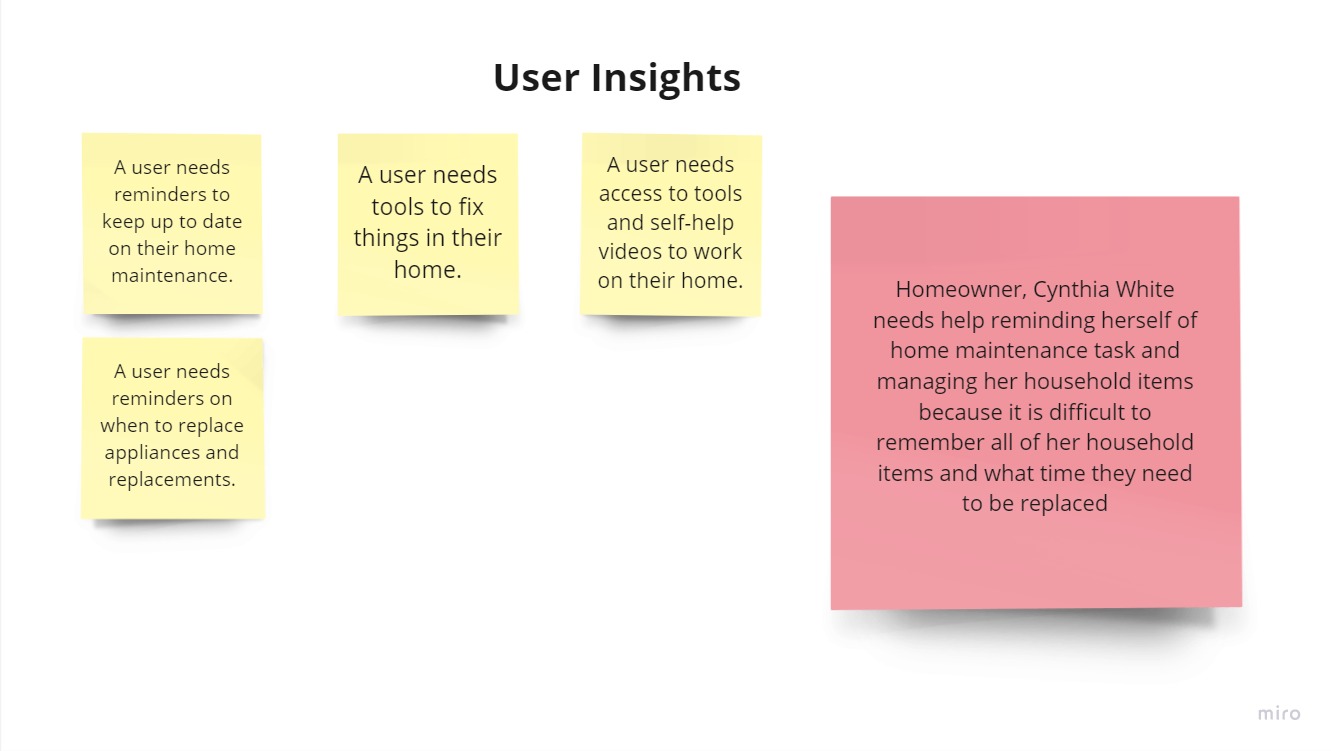 User Insights
A user needs
reminders to
keep up to date
on their home
maintenance.
A user needs
tools to fix
things in their
home.
A user needs
access to tools
and self-help
videos to work
on their home.
A user needs
reminders on
when to replace
appliances and
replacements.
Homeowner, Cynthia White
needs help reminding herself of
home maintenance task and
managing her household items
because it is difficult to
remember all of her household
items and what time they need
to be replaced
miro